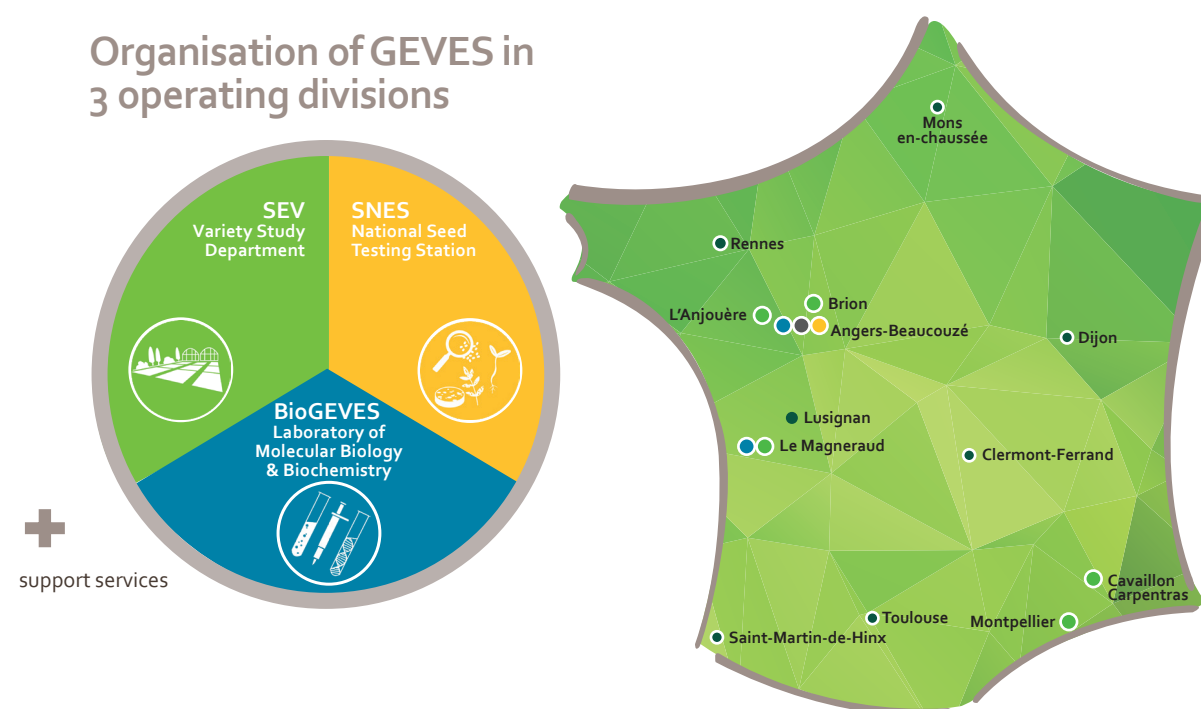 Organisation of GEVES in
3 operating divisions
SEV
Variety Study
Department
SNES
National Seed
Testing Station
BioGEVES
Laboratory of
Molecular Biology
& Biochemistry
support services
Mons
en-chaussée
Rennes
Brion
L'Anjouère
Angers-Beaucouzé
Dijon
Lusignan
Le Magneraud
Clermont-Ferrand
Cavaillon
Carpentras
Toulouse
Montpellier
Saint-Martin-de-Hinx